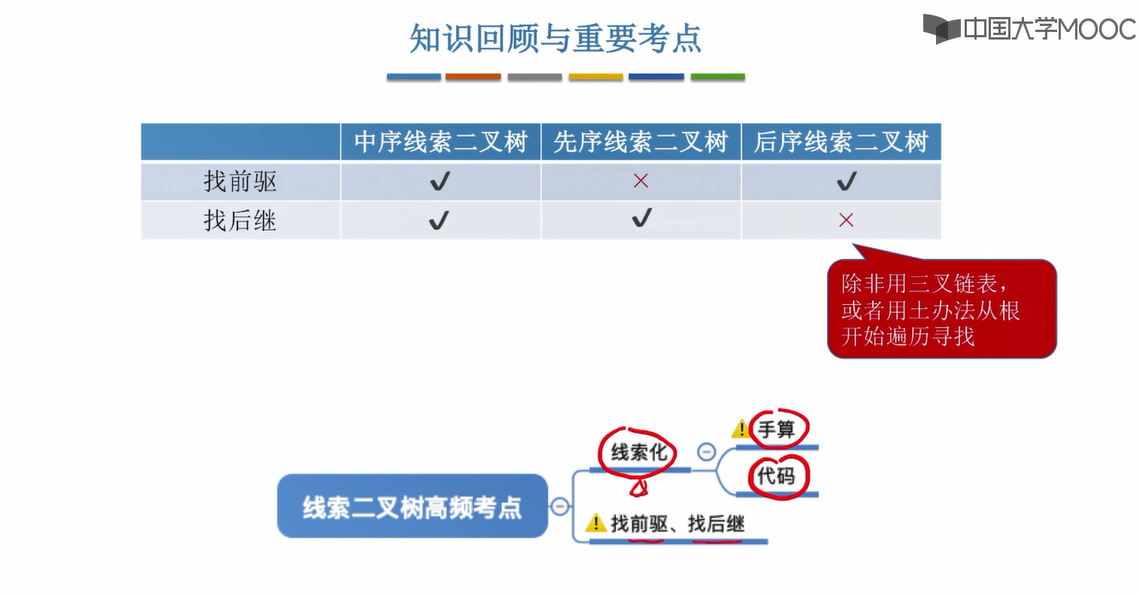 知识回顾与重要考点
中国大学MOOC
中序线索二叉树 先序线索二叉树 后序线索二叉树
找前驱 ✔ × ✔
找后继 ✔ ✔ ×
除非用三叉链表，
或者用土办法从根
开始遍历寻找
线索二叉树高频考点
线索化
手算
代码
找前驱、找后继